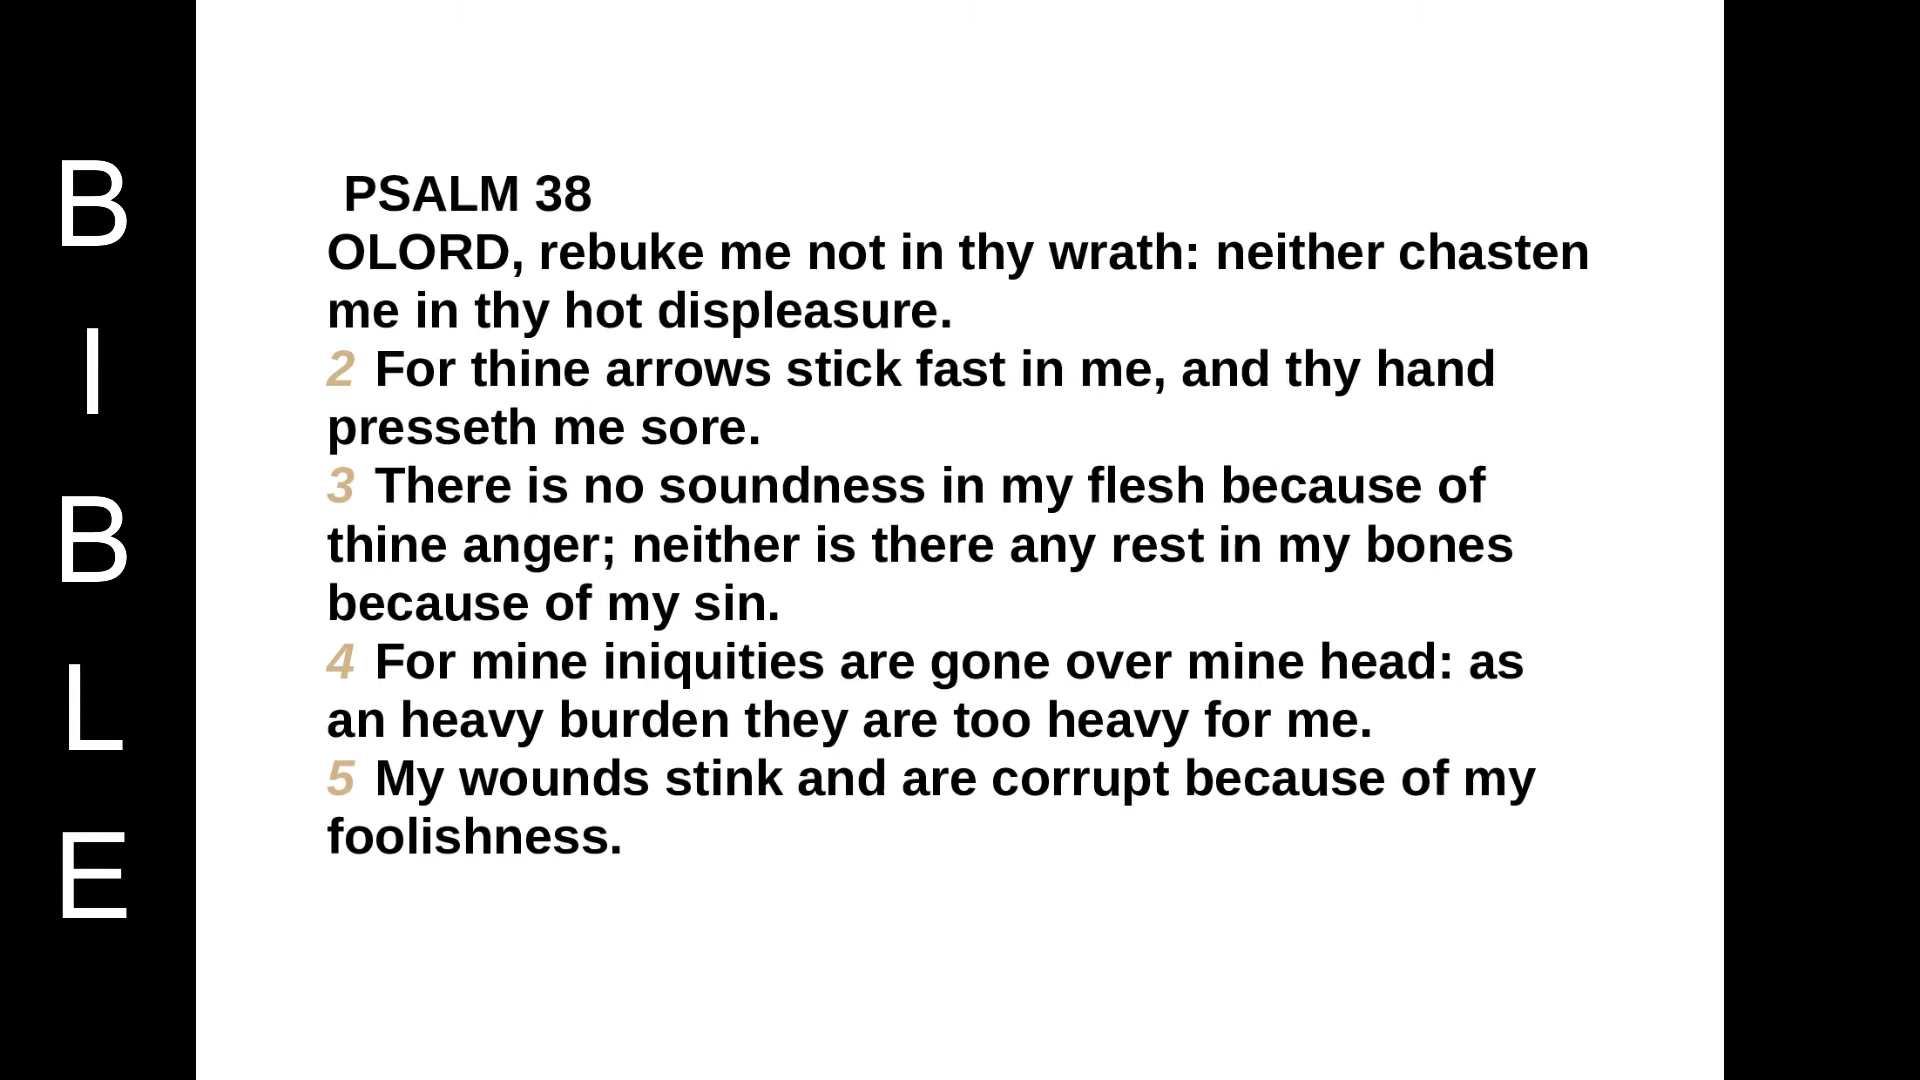 B
I
B
L
E
PSALM 38
OLORD, rebuke me not in thy wrath: neither chasten
me in thy hot displeasure.
2 For thine arrows stick fast in me, and thy hand
presseth me sore.
3 There is no soundness in my flesh because of
thine anger; neither is there any rest in my bones
because of my sin.
4 For mine iniquities are gone over mine head: as
an heavy burden they are too heavy for me.
5 My wounds stink and are corrupt because of my
foolishness.